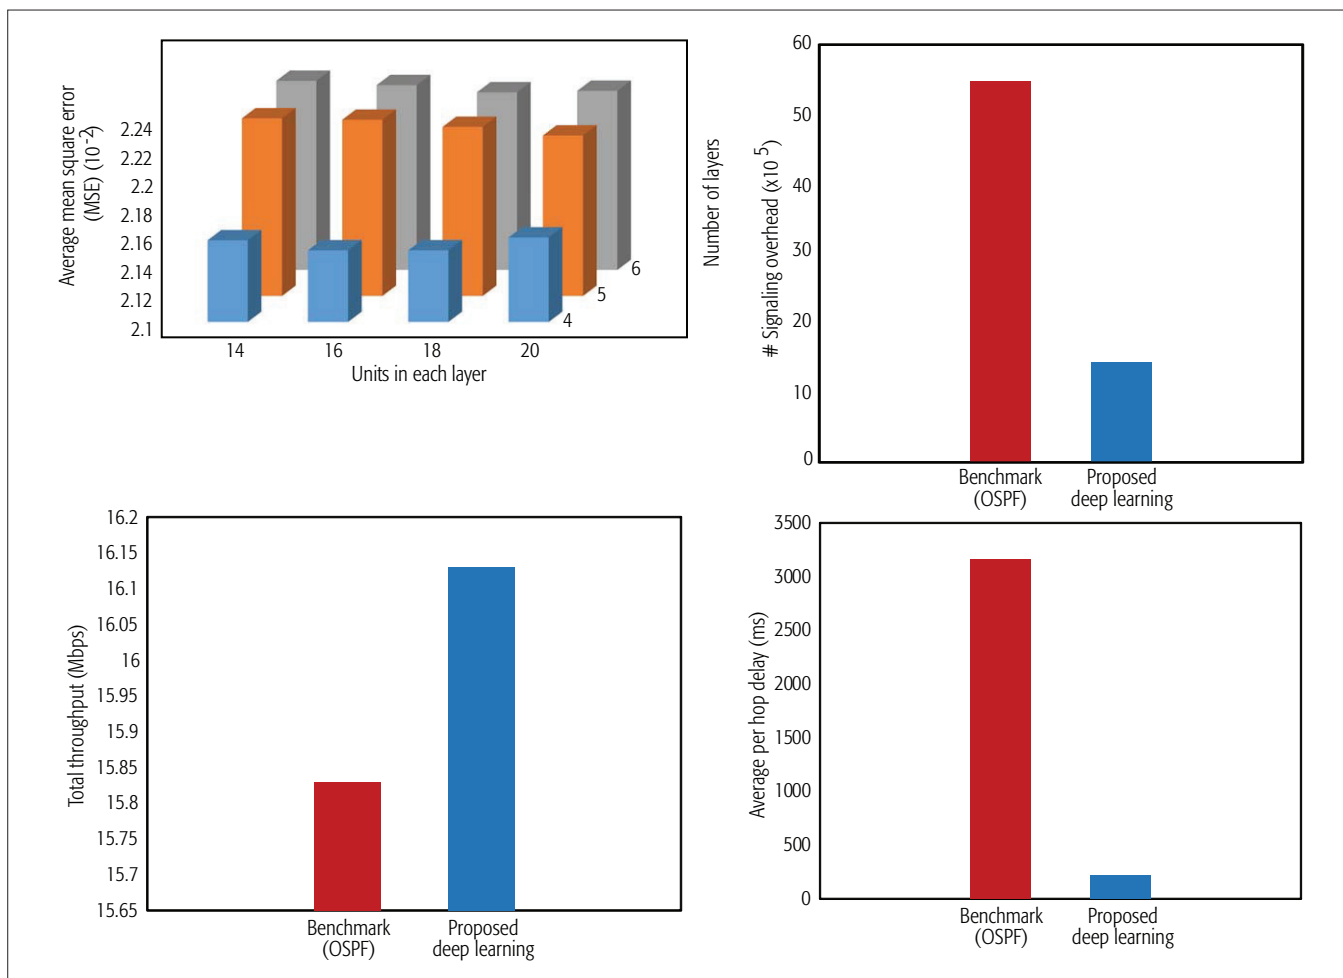 Average mean square error
(MSE) (10-2)
2.24
2.22
2.2
2.18
2.16
2.14
2.12
2.1
14
16
18
20
Units in each layer
4
5
6
Number of layers
# Signaling overhead (x10 5)
60
50
40
30
20
10
0
Benchmark
(OSPF)
Proposed
deep learning
Total throughput (Mbps)
16.2
16.15
16.1
16.05
16
15.95
15.9
15.85
15.8
15.75
15.7
15.65
Benchmark
(OSPF)
Proposed
deep learning
Average per hop delay (ms)
3500
3000
2500
2000
1500
1000
500
0
Benchmark
(OSPF)
Proposed
deep learning